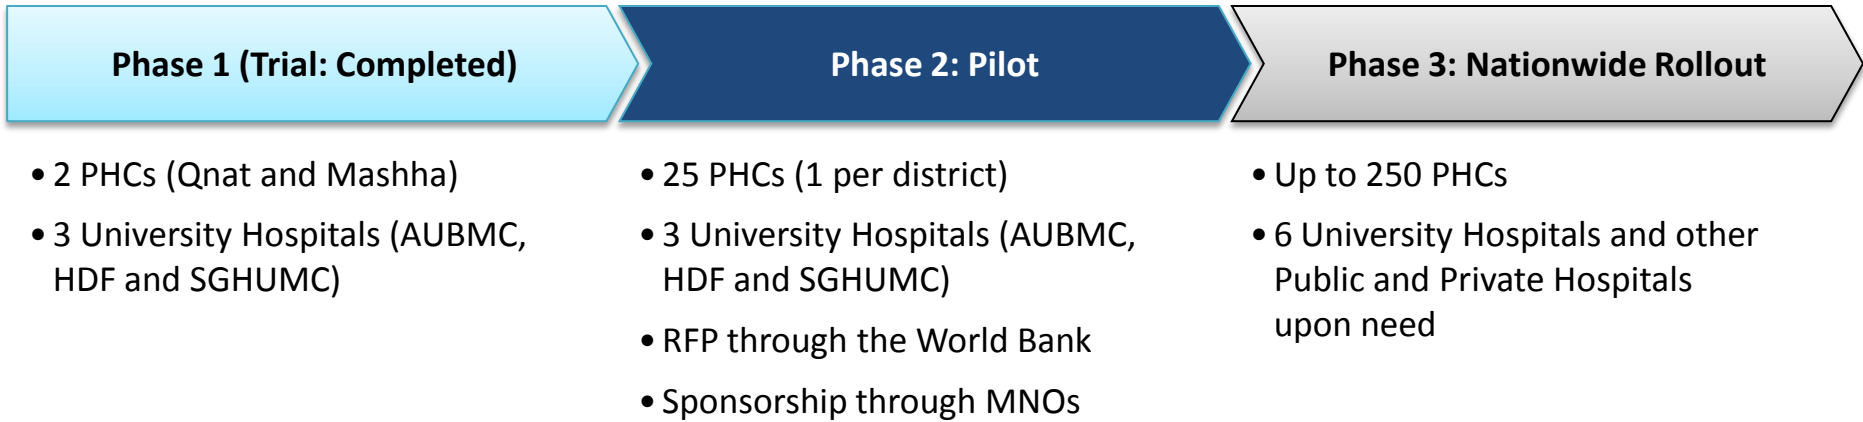 Phase 1 (Trial: Completed)
• 2 PHCs (Qnat and Mashha)
• 3 University Hospitals (AUBMC,
HDF and SGHUMC)
Phase 2: Pilot
• 25 PHCs (1 per district)
• 3 University Hospitals (AUBMC,
HDF and SGHUMC)
• RFP through the World Bank
• Sponsorship through MNOs
Phase 3: Nationwide Rollout
• Up to 250 PHCs
• 6 University Hospitals and other
Public and Private Hospitals
upon need